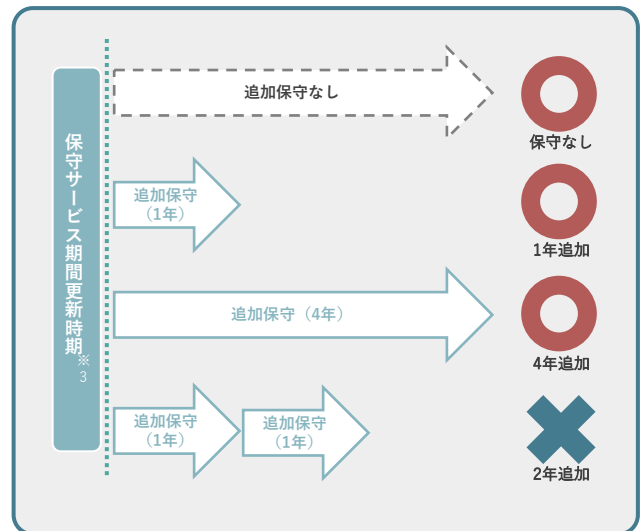 保守サービス期間更新時期
※3
追加保守なし
保守なし
追加保守
（1年）
1年追加
追加保守（4年）
4年追加
追加保守
（1年）
追加保守
（1年）
2年追加